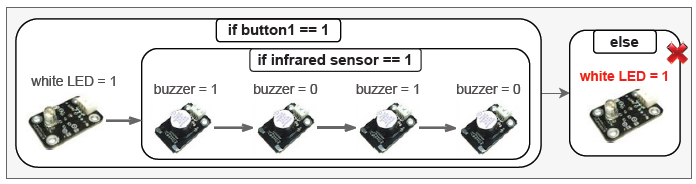 if button1 == 1
else
if infrared sensor == 1
white LED = 1
white LED = 1
buzzer = 1
buzzer = 0
buzzer = 1
buzzer = 0